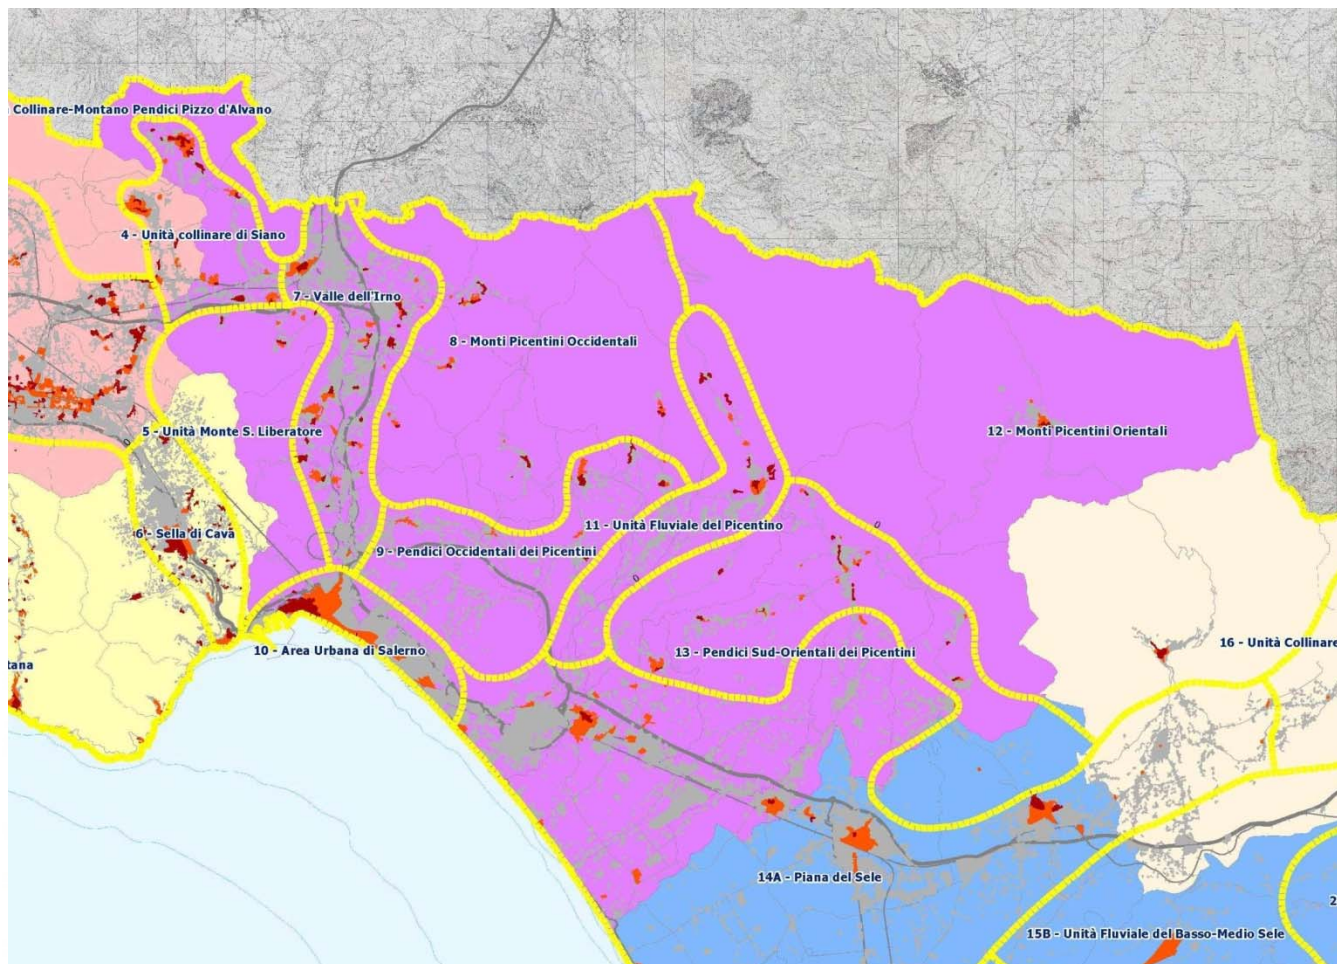 Collinare-Montano Pendici Pizzo d'Alvano
4 - Unità collinare di Siano
7 - Valle dell'Irno
8 - Monti Picentini Occidentali
5 - Unità Monte S. Liberatore
12 - Monti Picentini Orientali
6 - Sella di Cava
11 - Unità Fluviale del Picentino
9 - Pendici Occidentali dei Picentini
10 - Area Urbana di Salerno
13 - Pendici Sud-Orientali dei Picentini
16 - Unità Collinare
tana
14A - Piana del Sele
2
15B - Unità Fluviale del Basso-Medio Sele